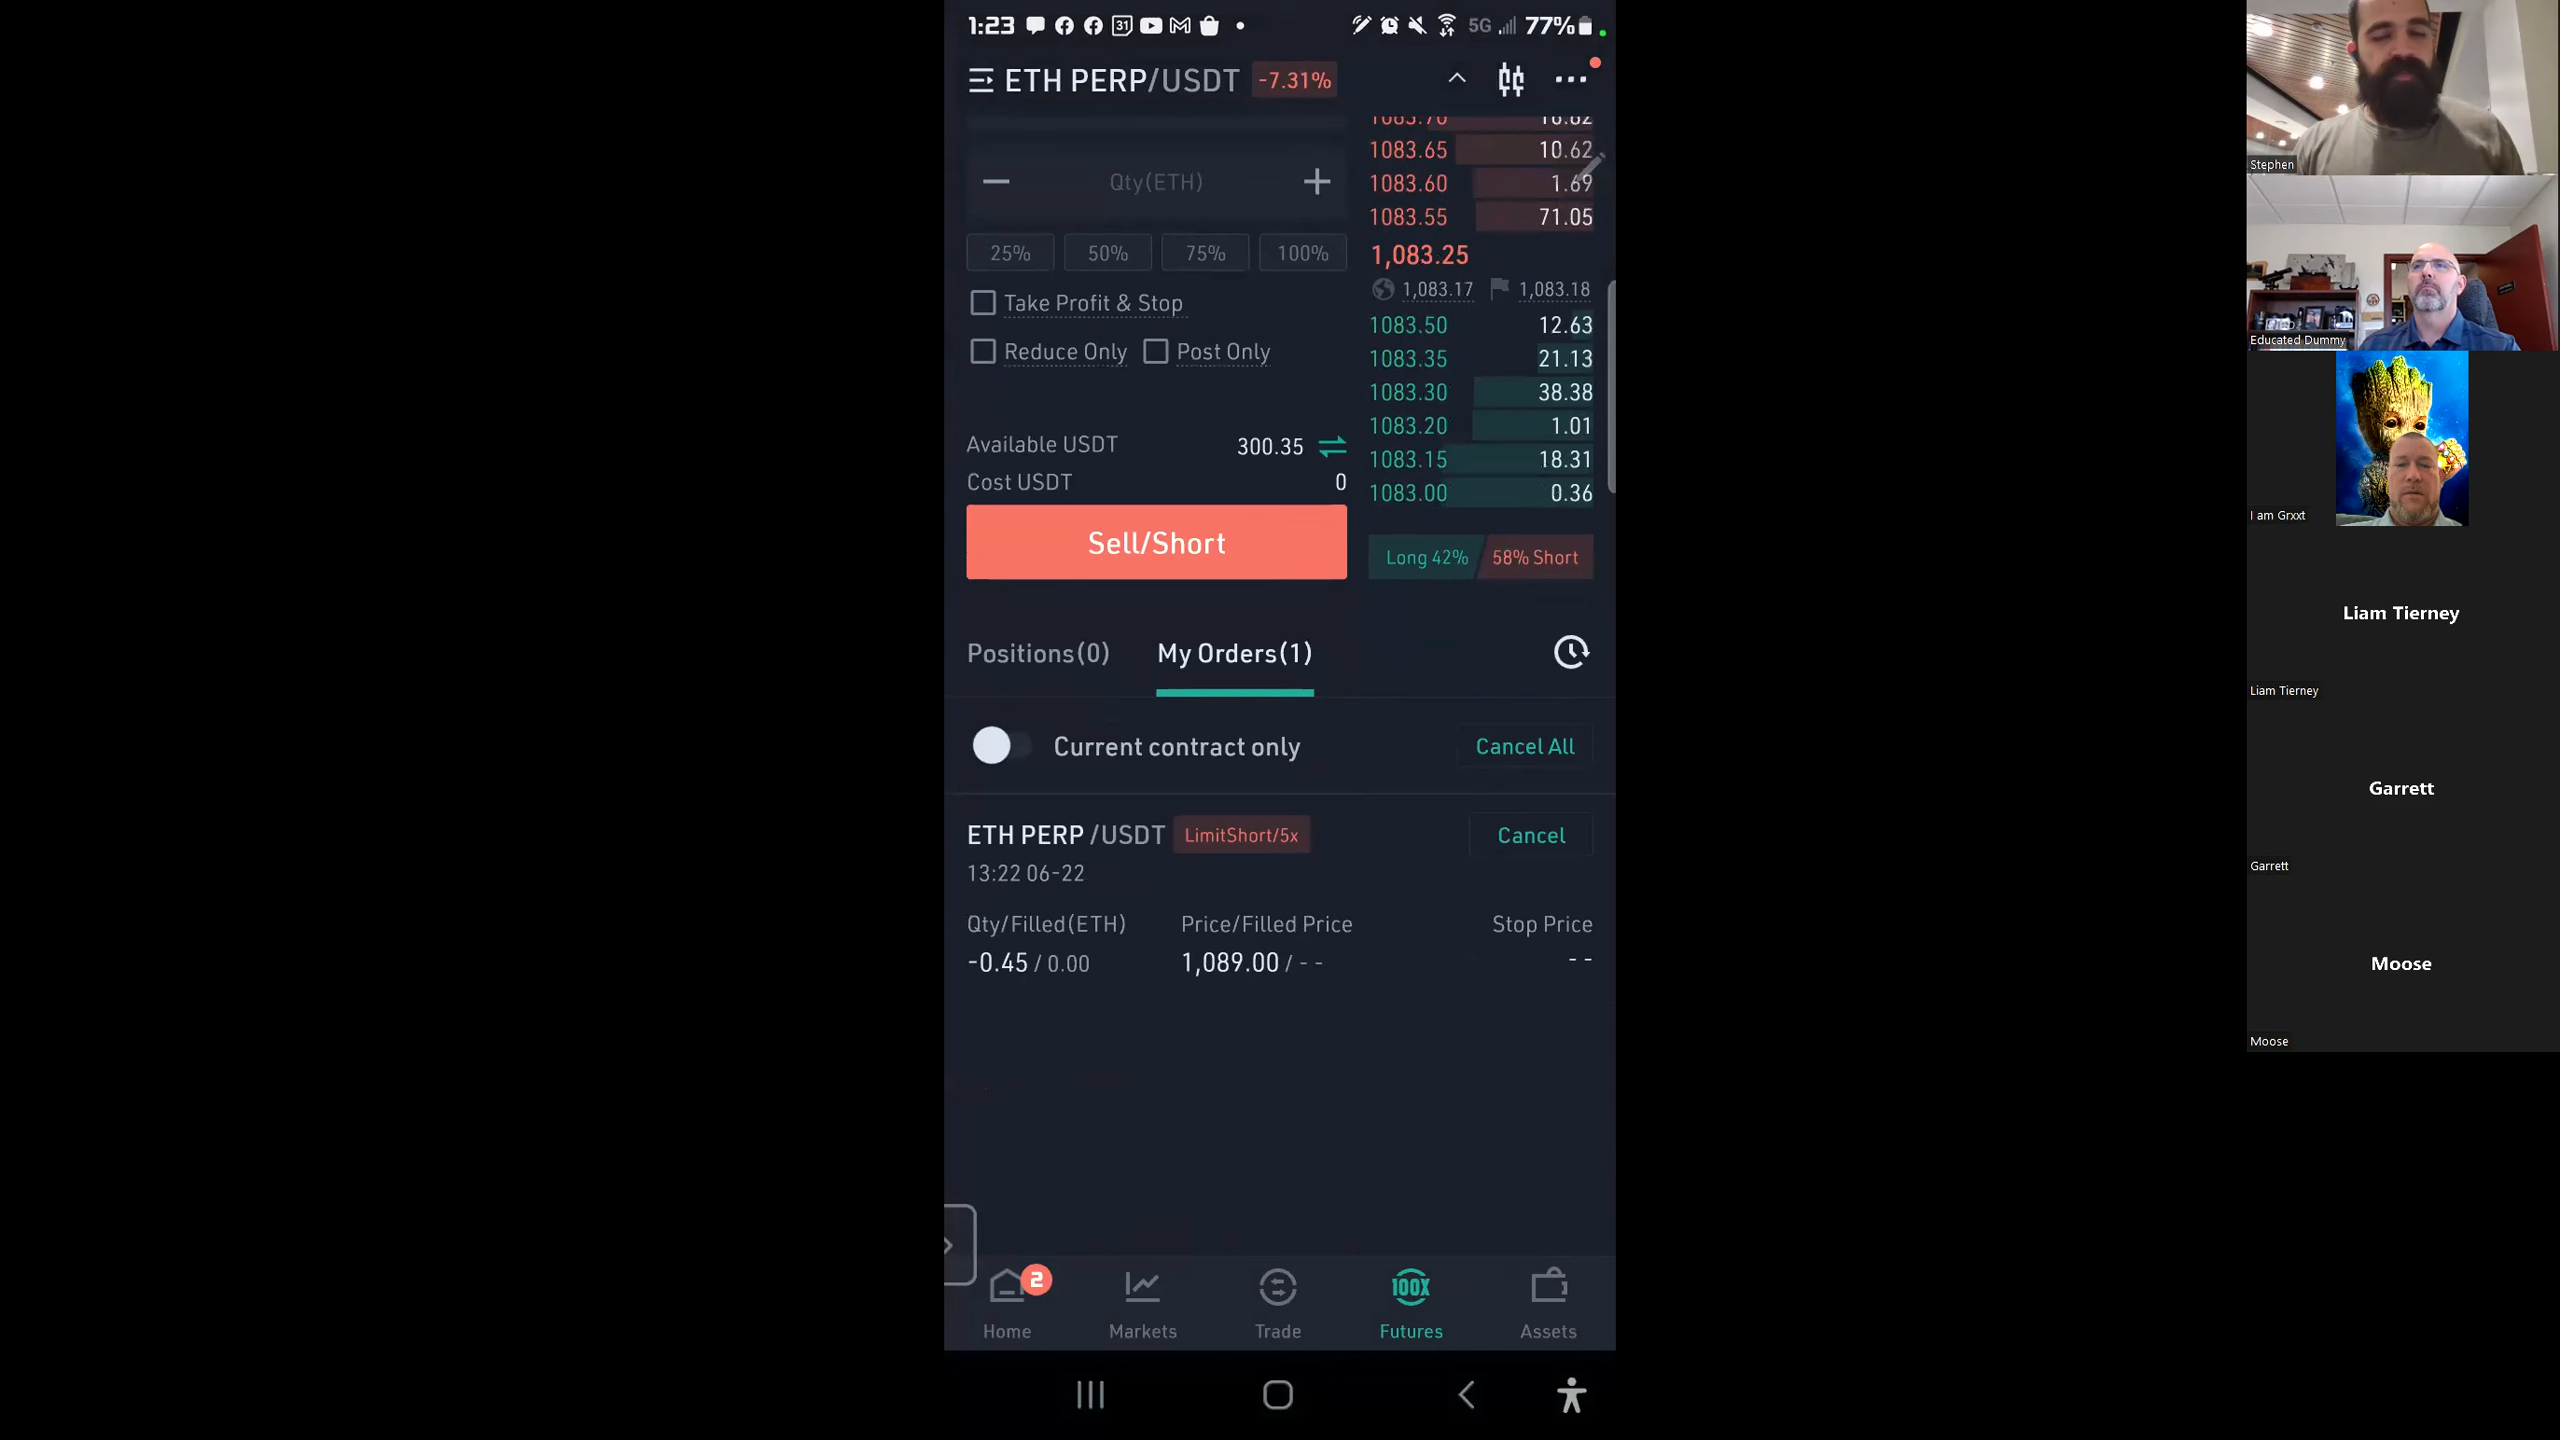 1:23
31
5G 77%
ETH PERP/USDT -7.31%
1083.70 16.62
1083.65 10.62
Qty(ETH)
1083.60 1.69
1083.55 71.05
25% 50% 75% 100%
1,083.25
1,083.17 1,083.18
Take Profit & Stop
1083.50 12.63
Reduce Only Post Only
1083.35 21.13
1083.30 38.38
1083.20 1.01
Available USDT 300.35
1083.15 18.31
Cost USDT 0
1083.00 0.36
Sell/Short
Long 42% 58% Short
Positions(0) My Orders(1)
Current contract only Cancel All
ETH PERP /USDT LimitShort/5x Cancel
13:22 06-22
Qty/Filled(ETH) Price/Filled Price Stop Price
-0.45 / 0.00 1,089.00 / - - - -
2
100X
Home Markets Trade Futures Assets
Stephen
Educated Dummy
I am Grxxt
Liam Tierney
Liam Tierney
Garrett
Garrett
Moose
Moose